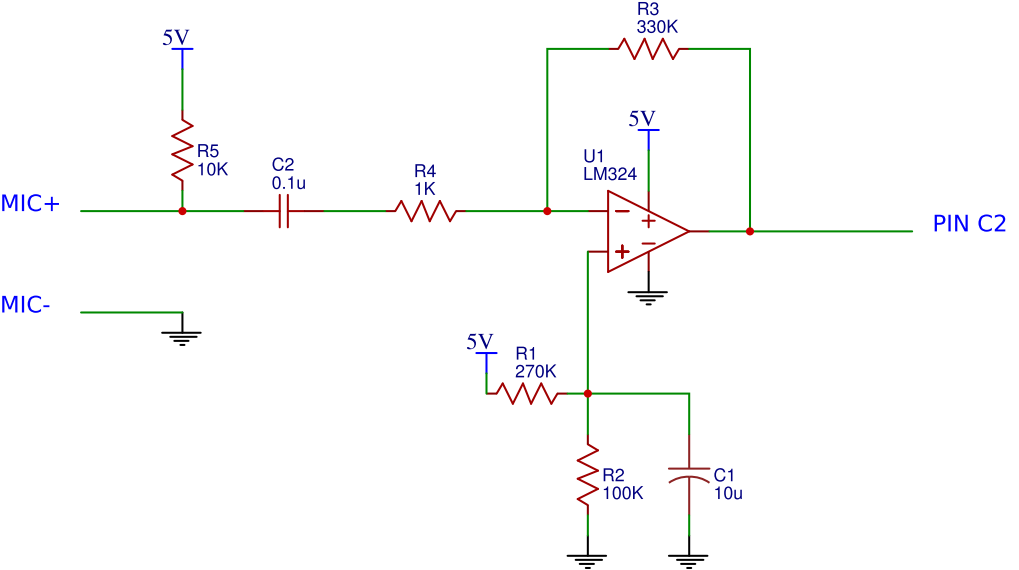 R3
330K
5V
5V
U1
LM324
R5
10K
C2
0.1u
R4
1K
MIC+
PIN C2
MIC-
5V
R1
270K
R2
100K
C1
10u